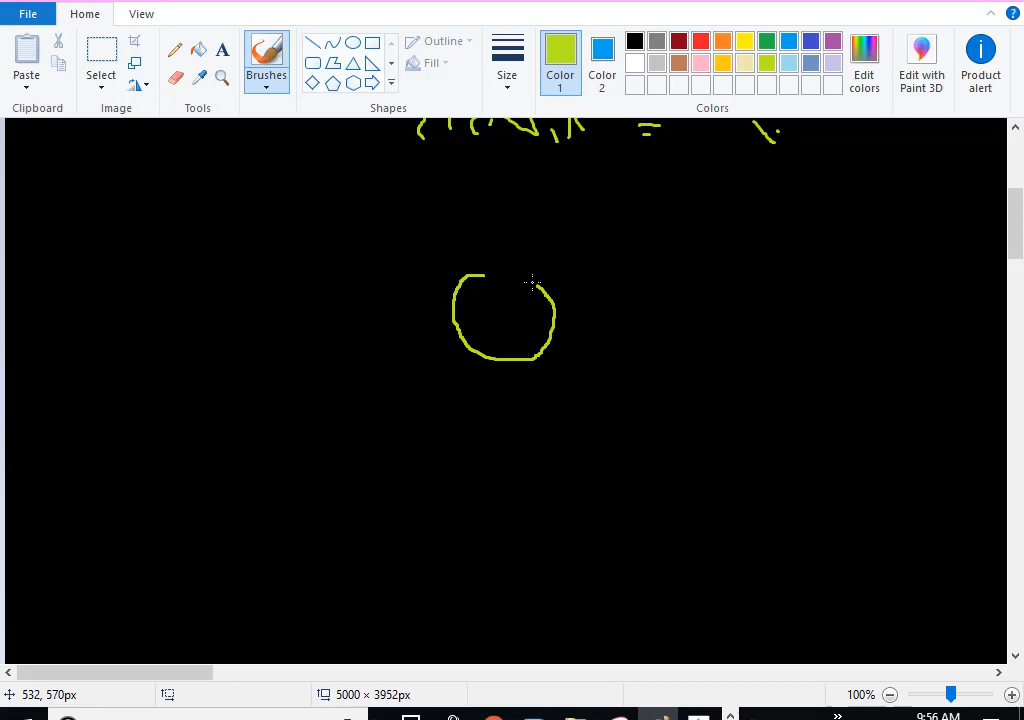 File Home View
Paste Select Brushes Outline Fill Size Color 1 Color 2 Edit colors Edit with Paint 3D Product alert
Clipboard Image Tools Shapes Colors
=
532, 570px 5000 × 3952px 100%
9:56 AM